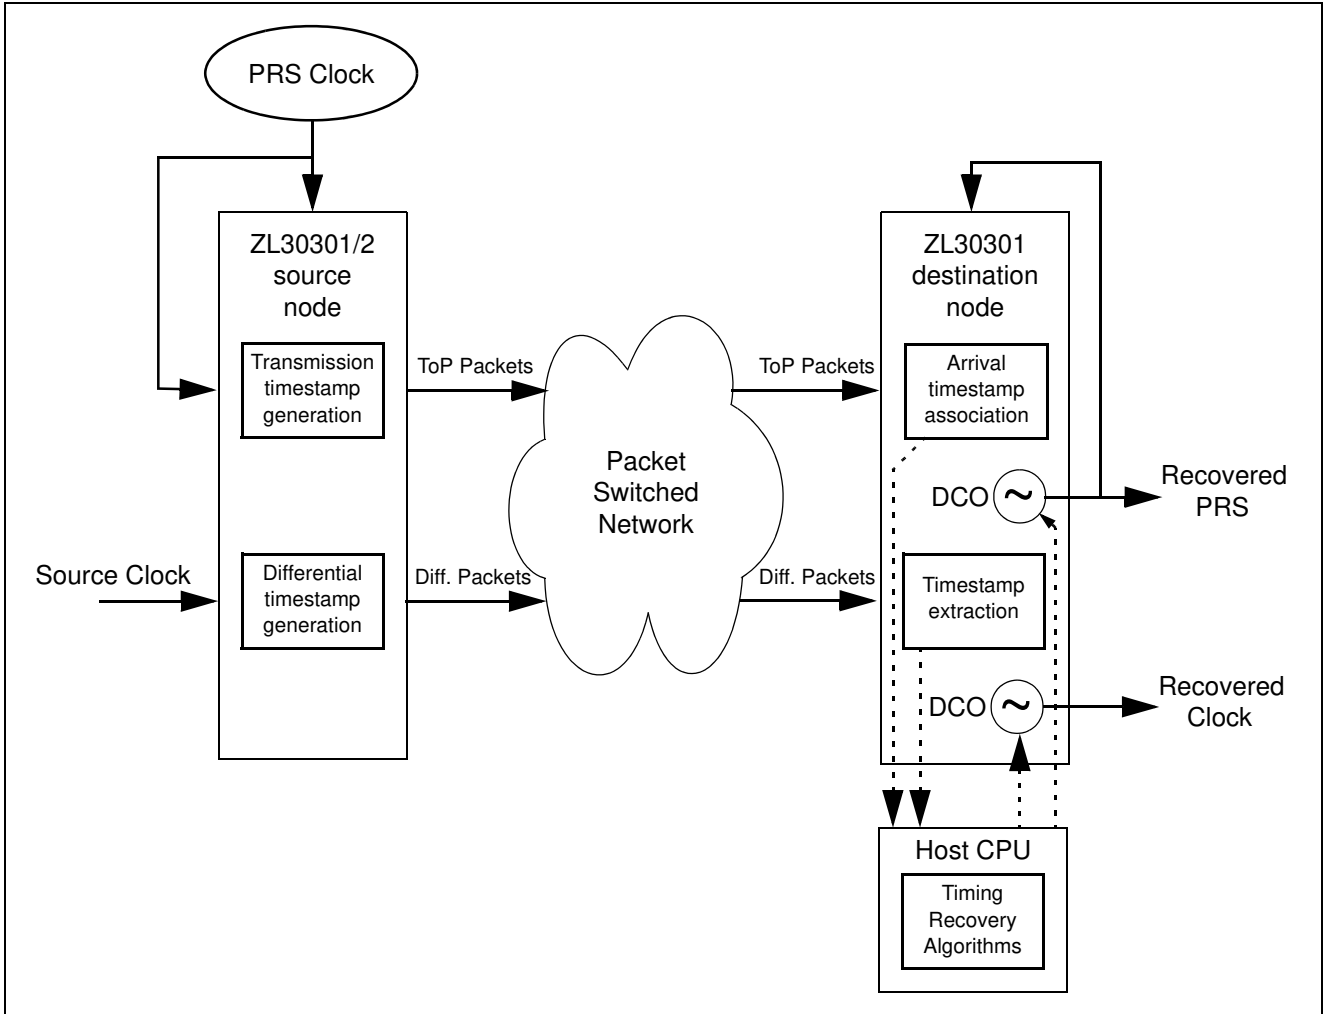 PRS Clock
ZL30301/2
source
node
Transmission
timestamp
generation
Source Clock
Differential
timestamp
generation
ToP Packets
Diff. Packets
Packet
Switched
Network
ToP Packets
Diff. Packets
ZL30301
destination
node
Arrival
timestamp
association
DCO
~
Recovered
PRS
Timestamp
extraction
DCO
~
Recovered
Clock
Host CPU
Timing
Recovery
Algorithms